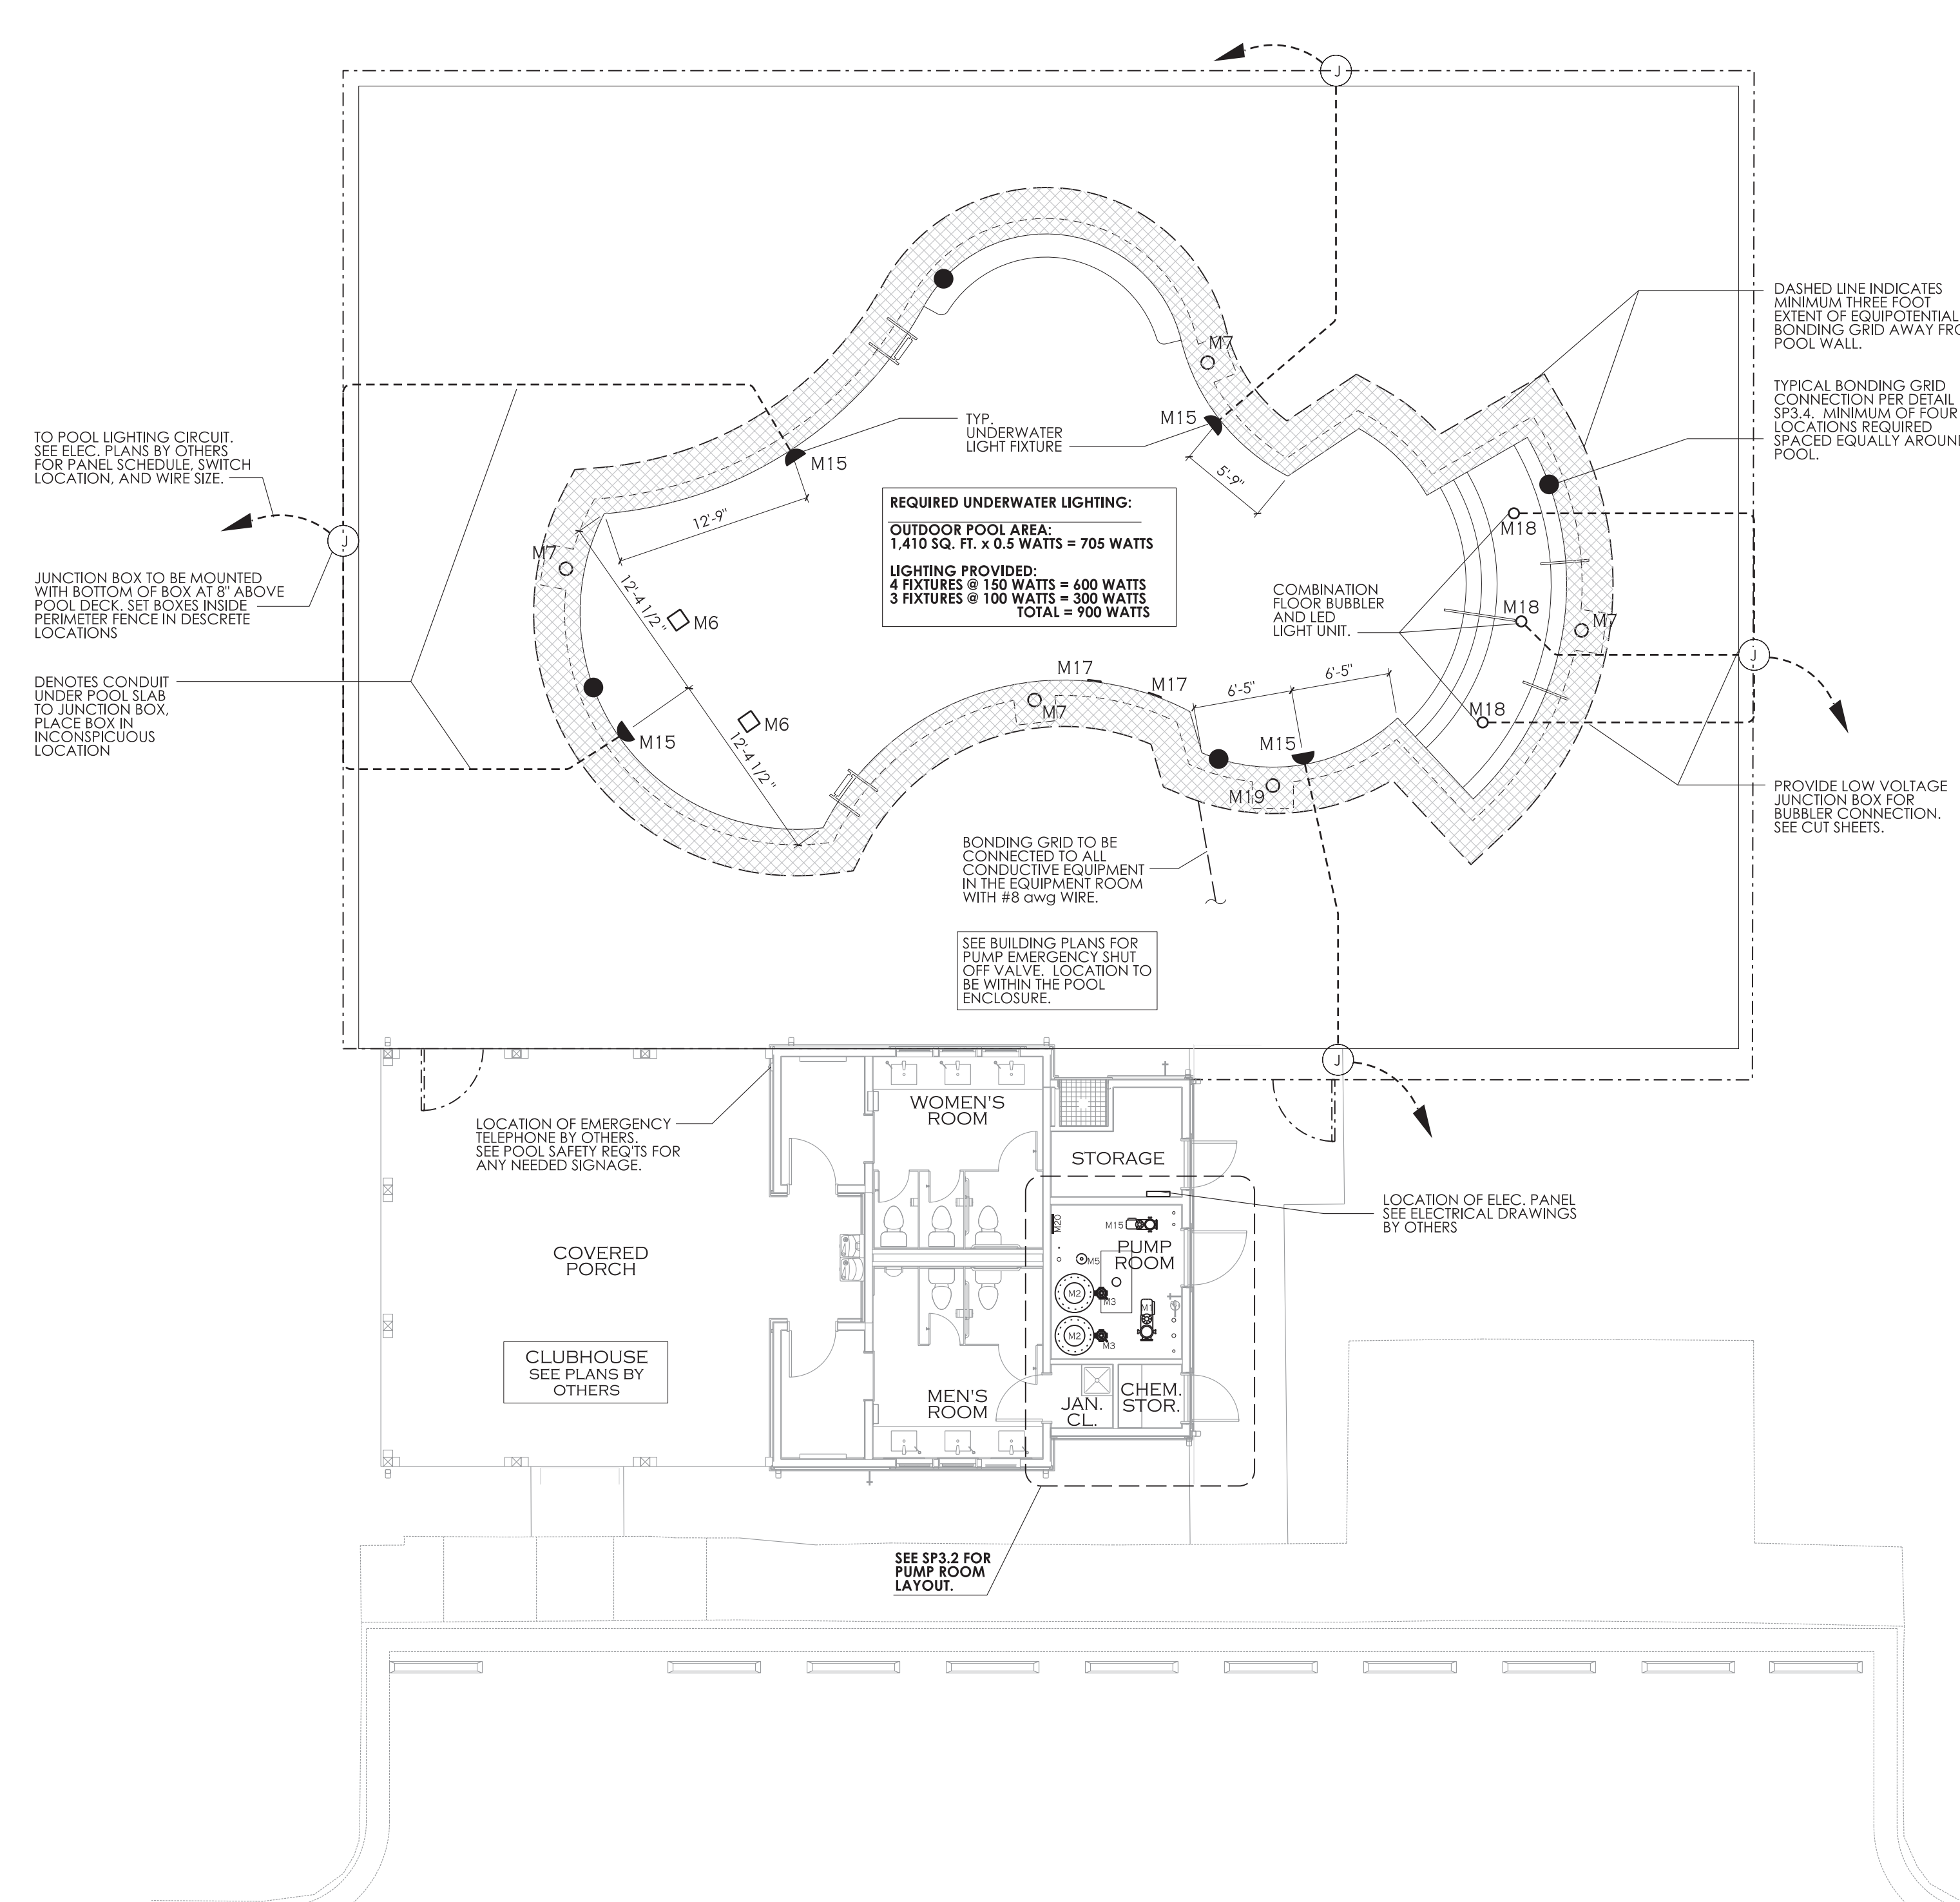 J
DASHED LINE INDICATES
MINIMUM THREE FOOT
EXTENT OF EQUIPOTENTIAL
BONDING GRID AWAY FRO
POOL WALL.
TYPICAL BONDING GRID
CONNECTION PER DETAIL
SP3.4. MINIMUM OF FOUR
LOCATIONS REQUIRED
SPACED EQUALLY AROUN
POOL.
TO POOL LIGHTING CIRCUIT.
SEE ELEC. PLANS BY OTHERS
FOR PANEL SCHEDULE, SWITCH
LOCATION, AND WIRE SIZE.
J
JUNCTION BOX TO BE MOUNTED
WITH BOTTOM OF BOX AT 8" ABOVE
POOL DECK. SET BOXES INSIDE
PERIMETER FENCE IN DESCRETE
LOCATIONS
DENOTES CONDUIT
UNDER POOL SLAB
TO JUNCTION BOX,
PLACE BOX IN
INCONSPICUOUS
LOCATION
M7
M15
TYP.
UNDERWATER
LIGHT FIXTURE
M15
5'-9"
12'-9"
REQUIRED UNDERWATER LIGHTING:
OUTDOOR POOL AREA:
1,410 SQ. FT. x 0.5 WATTS = 705 WATTS
LIGHTING PROVIDED:
4 FIXTURES @ 150 WATTS = 600 WATTS
3 FIXTURES @ 100 WATTS = 300 WATTS
TOTAL = 900 WATTS
M7
12'-4 1/2"
M6
M6
12'-4 1/2"
M15
COMBINATION
FLOOR BUBBLER
AND LED
LIGHT UNIT.
M18
M18
M18
M7
J
M17
M17
M7
6'-5"
6'-5"
M15
M19
PROVIDE LOW VOLTAGE
JUNCTION BOX FOR
BUBBLER CONNECTION.
SEE CUT SHEETS.
BONDING GRID TO BE
CONNECTED TO ALL
CONDUCTIVE EQUIPMENT
IN THE EQUIPMENT ROOM
WITH #8 awg WIRE.
SEE BUILDING PLANS FOR
PUMP EMERGENCY SHUT
OFF VALVE. LOCATION TO
BE WITHIN THE POOL
ENCLOSURE.
J
LOCATION OF EMERGENCY
TELEPHONE BY OTHERS.
SEE POOL SAFETY REQ'TS FOR
ANY NEEDED SIGNAGE.
WOMEN'S
ROOM
STORAGE
LOCATION OF ELEC. PANEL
SEE ELECTRICAL DRAWINGS
BY OTHERS
M20
M15
PUMP
ROOM
M5
M2
M3
M1
M2
M3
COVERED
PORCH
CLUBHOUSE
SEE PLANS BY
OTHERS
MEN'S
ROOM
JAN.
CL.
CHEM.
STOR.
SEE SP3.2 FOR
PUMP ROOM
LAYOUT.